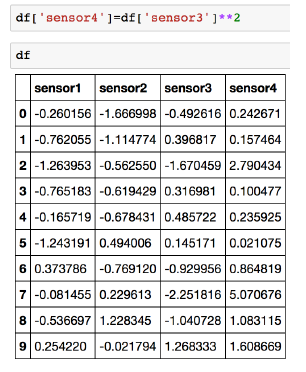 df['sensor4']=df['sensor3']**2
df
sensor1 sensor2 sensor3 sensor4
0 -0.260156 -1.666998 -0.492616 0.242671
1 -0.762055 -1.114774 0.396817 0.157464
2 -1.263953 -0.562550 -1.670459 2.790434
3 -0.765183 -0.619429 0.316981 0.100477
4 -0.165719 -0.678431 0.485722 0.235925
5 -1.243191 0.494006 0.145171 0.021075
6 0.373786 -0.769120 -0.929956 0.864819
7 -0.081455 0.229613 -2.251816 5.070676
8 -0.536697 1.228345 -1.040728 1.083115
9 0.254220 -0.021794 1.268333 1.608669